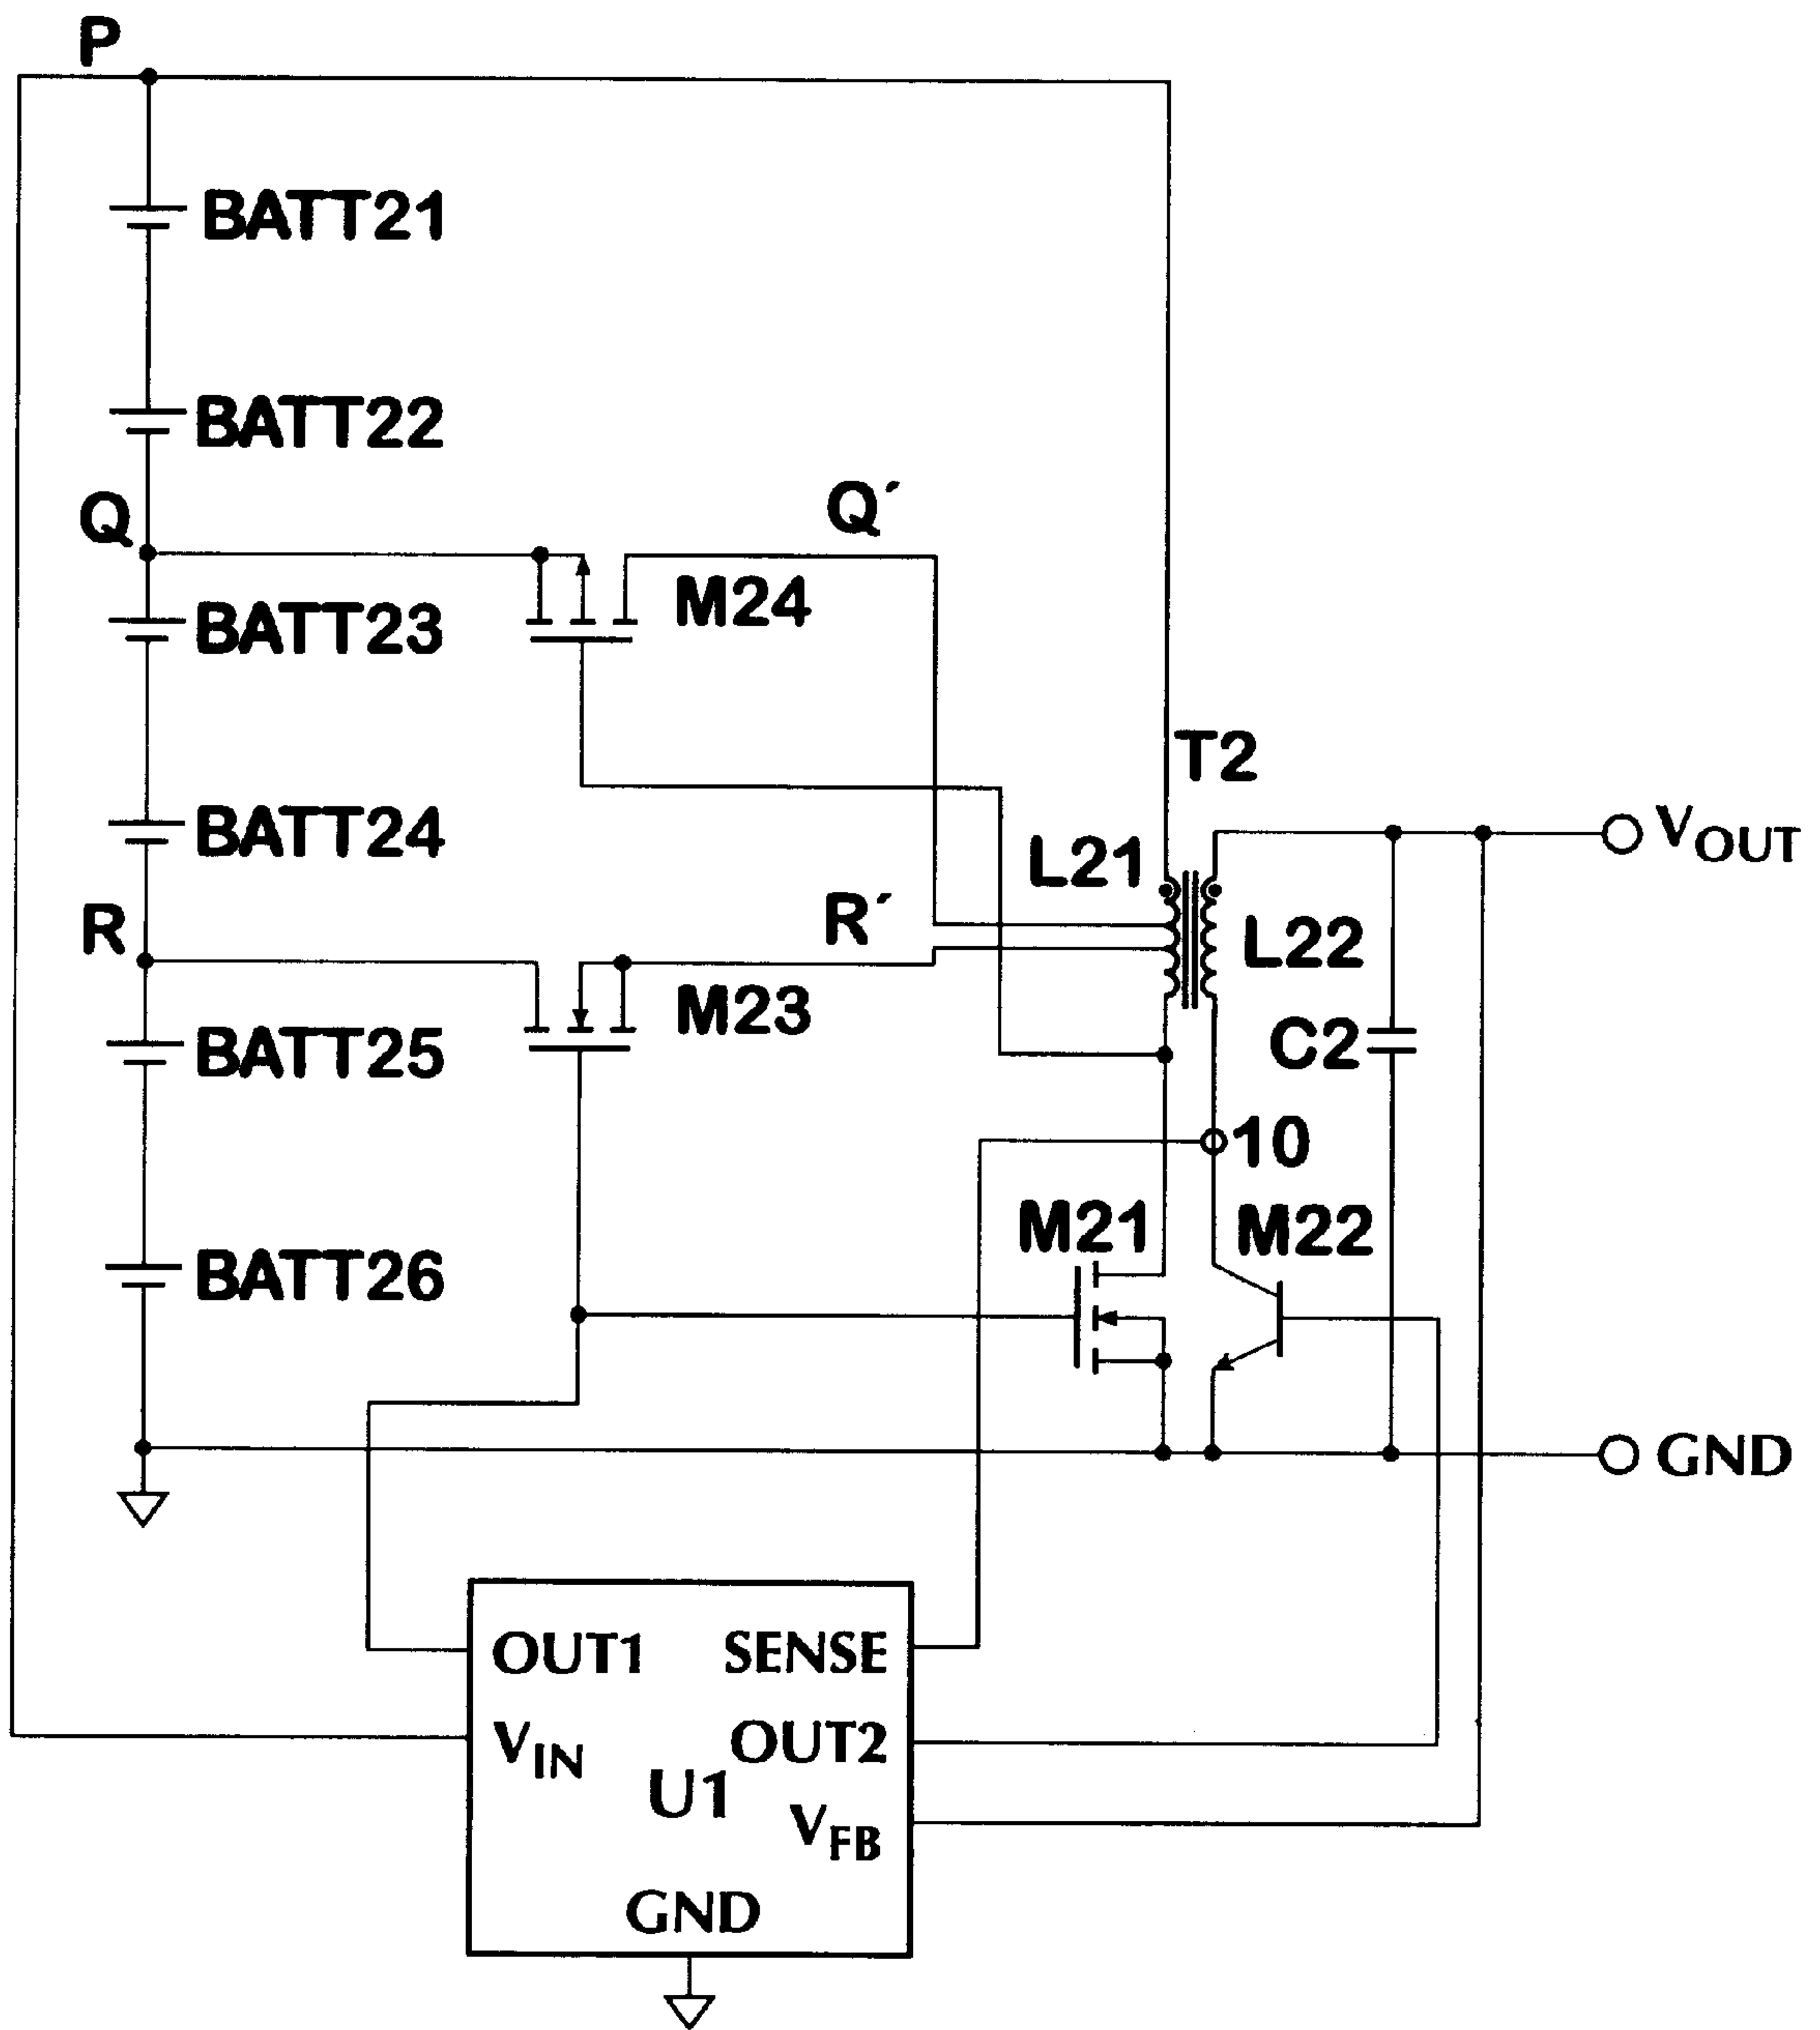 P
BATT21
BATT22
Q
Q´
M24
BATT23
T2
BATT24
VOUT
L21
R
R´
L22
M23
BATT25
C2
10
M21
M22
BATT26
GND
OUT1
SENSE
VIN
OUT2
U1
VFB
GND